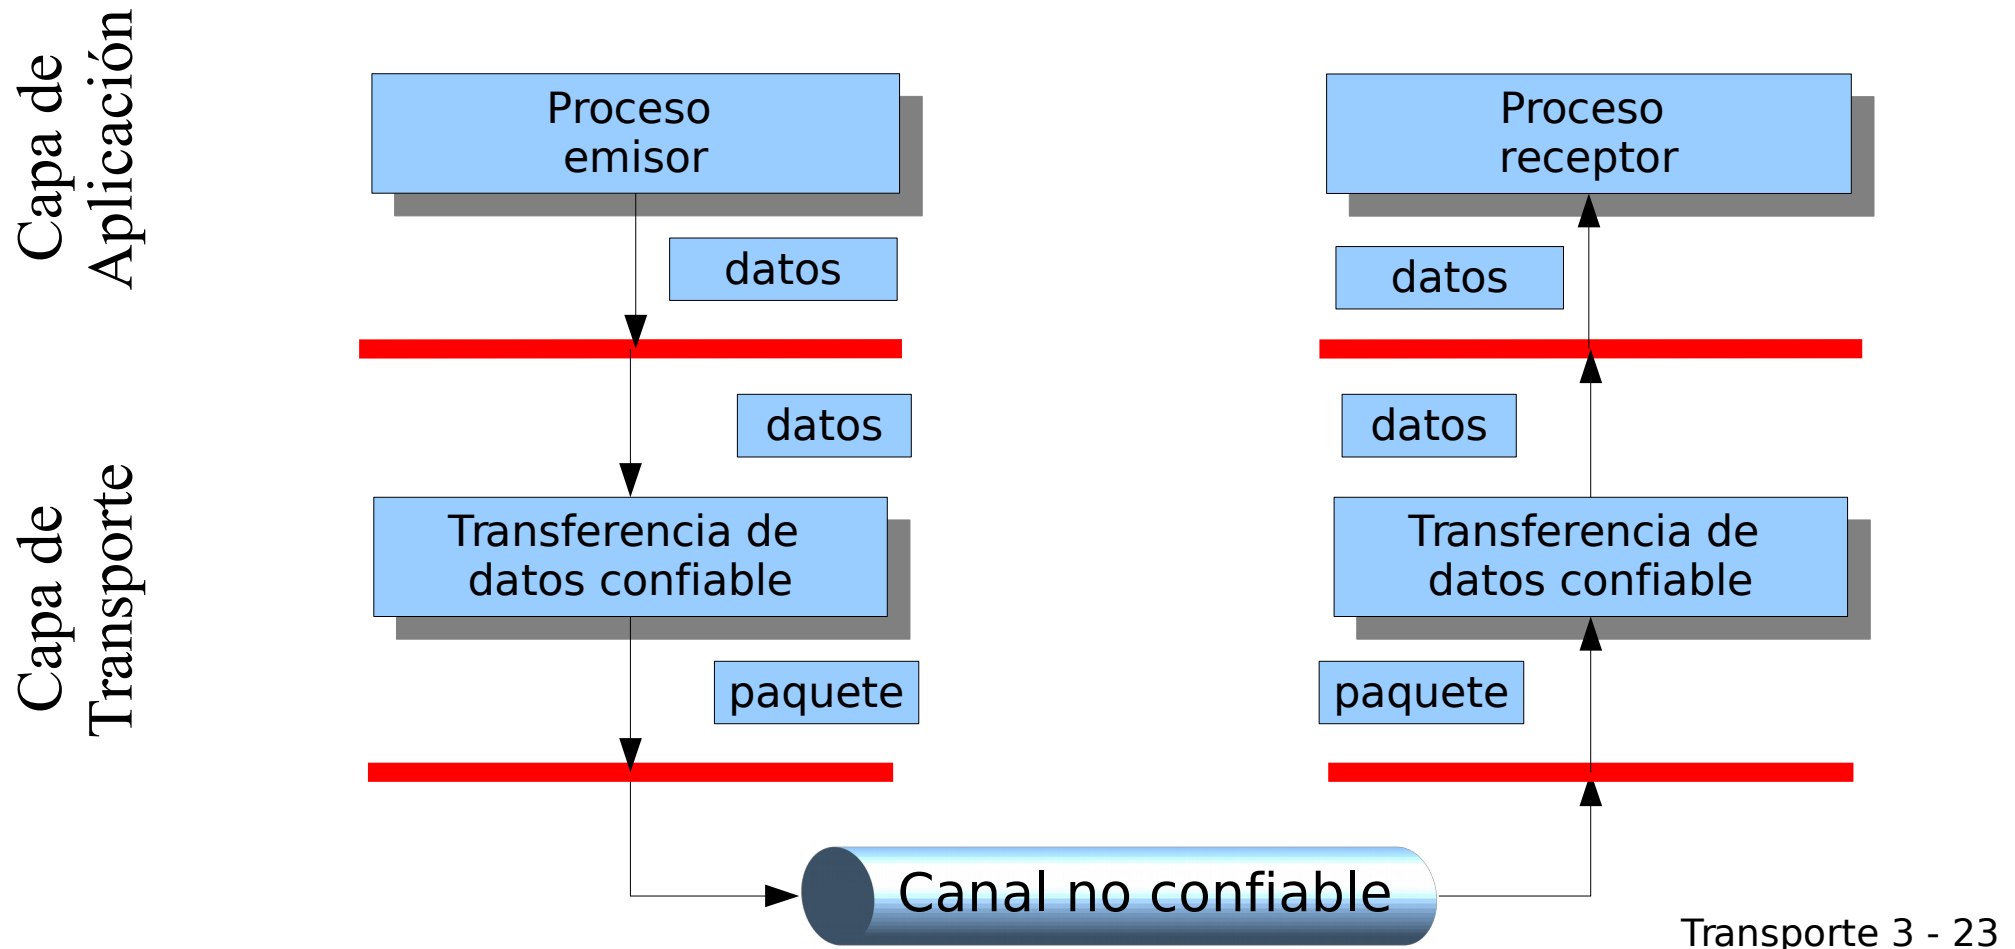 Capa de
Aplicación
Proceso
emisor
Proceso
receptor
datos
datos
datos
datos
Capa de
Transporte
Transferencia de
datos confiable
Transferencia de
datos confiable
paquete
paquete
Canal no confiable
Transporte 3 - 23